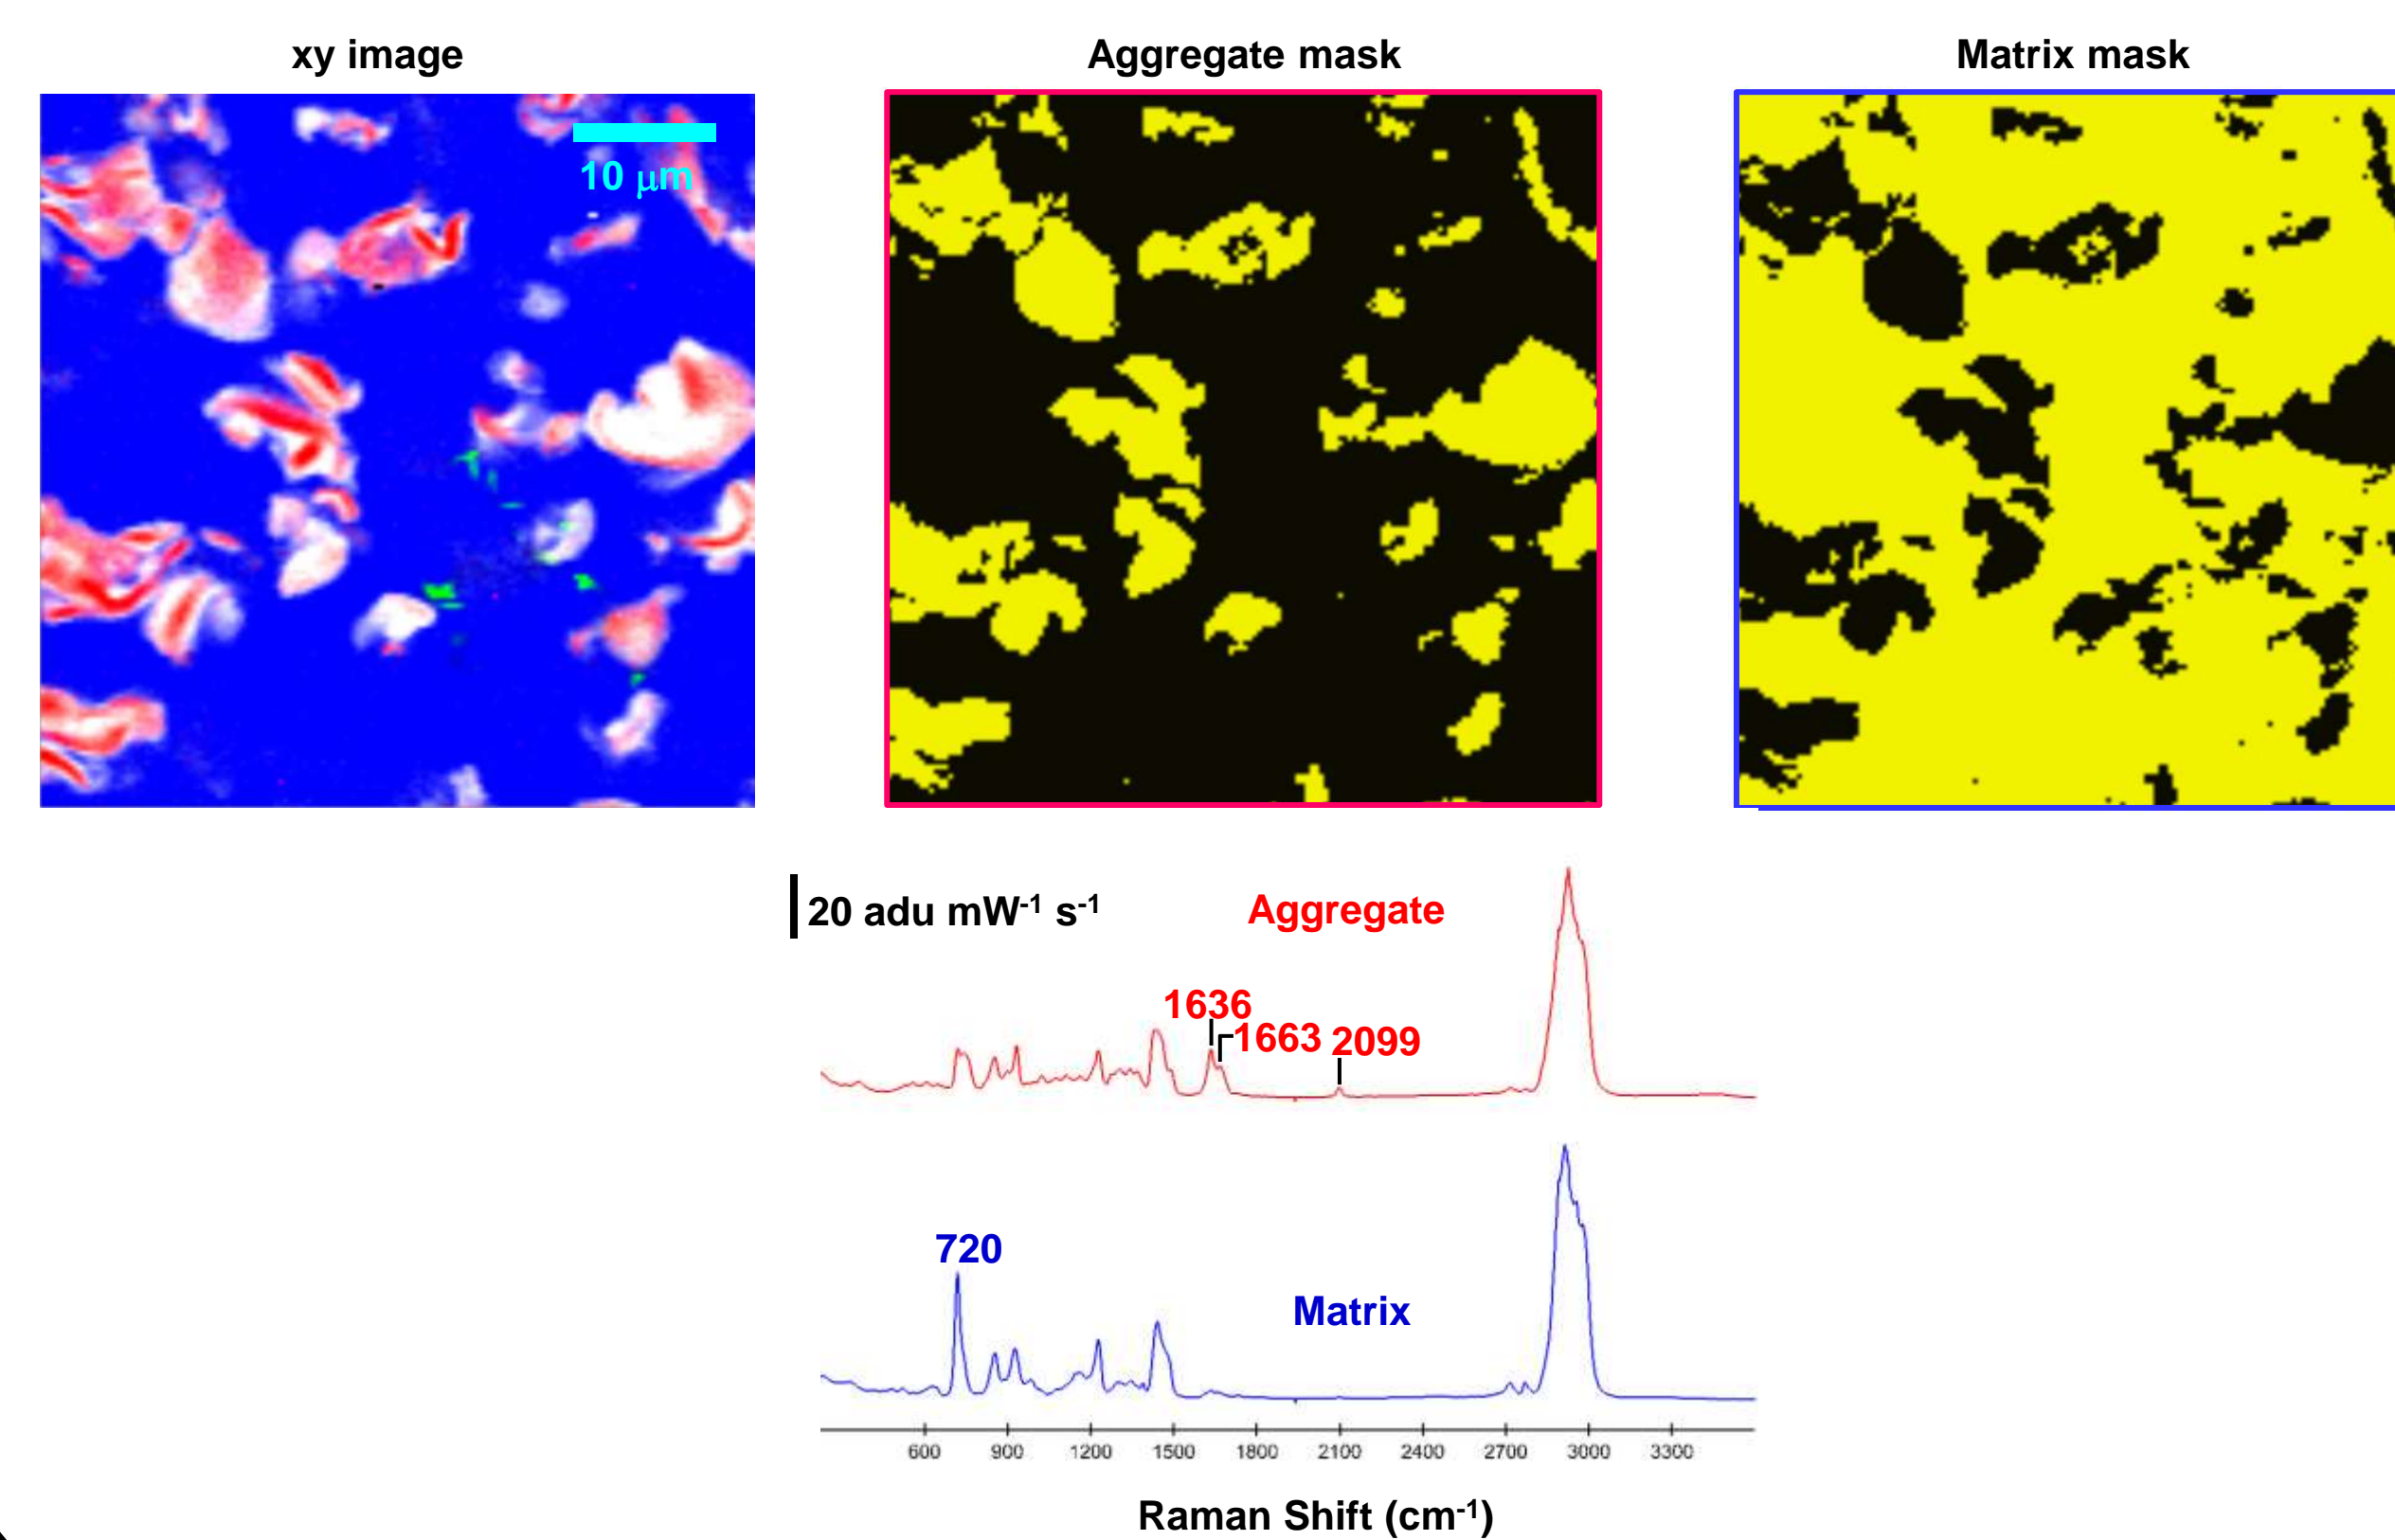 xy image
Aggregate mask
Matrix mask
10 μm
20 adu mW-1 s-1
Aggregate
1636
1663
2099
720
Matrix
600 900 1200 1500 1800 2100 2400 2700 3000 3300
Raman Shift (cm-1)